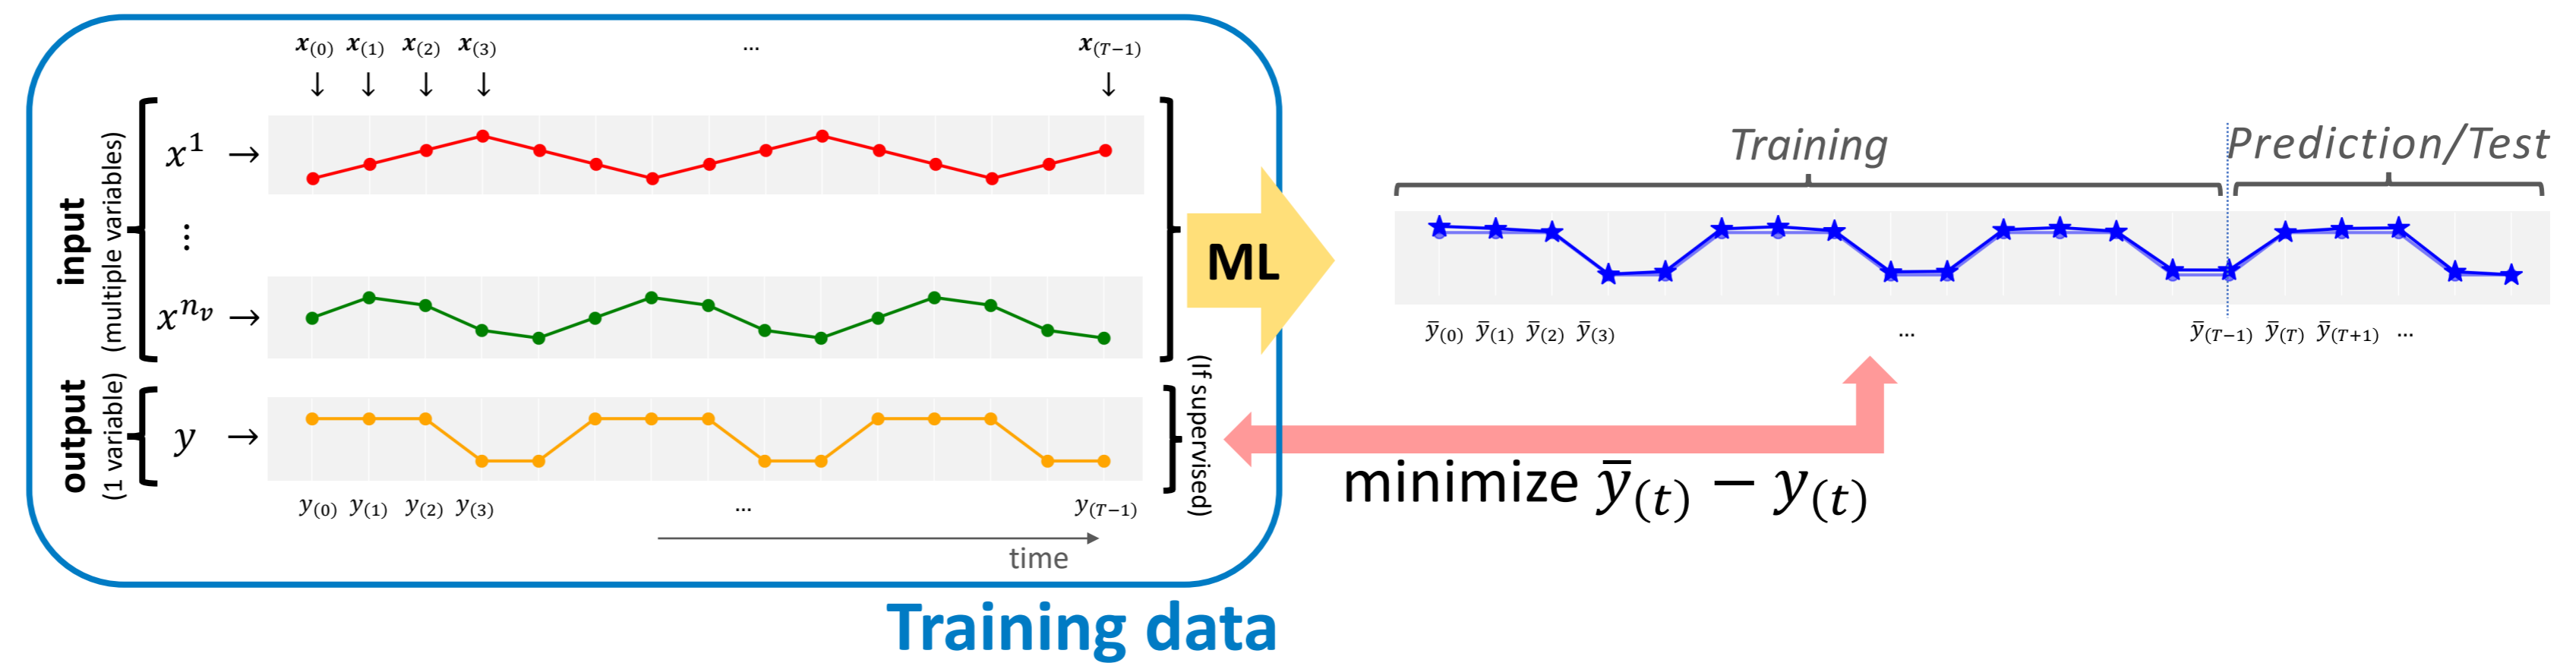 𝒙(0) 𝒙(1) 𝒙(2) 𝒙(3) ... 𝒙(T−1)
↓ ↓ ↓ ↓ ↓
input
(multiple variables)
x¹ →
⋮
xⁿᵛ →
output
(1 variable)
y →
y(0) y(1) y(2) y(3) ... y(T−1)
time
(If supervised)
Training data
ML
Training
Prediction/Test
ȳ(0) ȳ(1) ȳ(2) ȳ(3) ... ȳ(T−1) ȳ(T) ȳ(T+1) ...
minimize ȳ(t) − y(t)